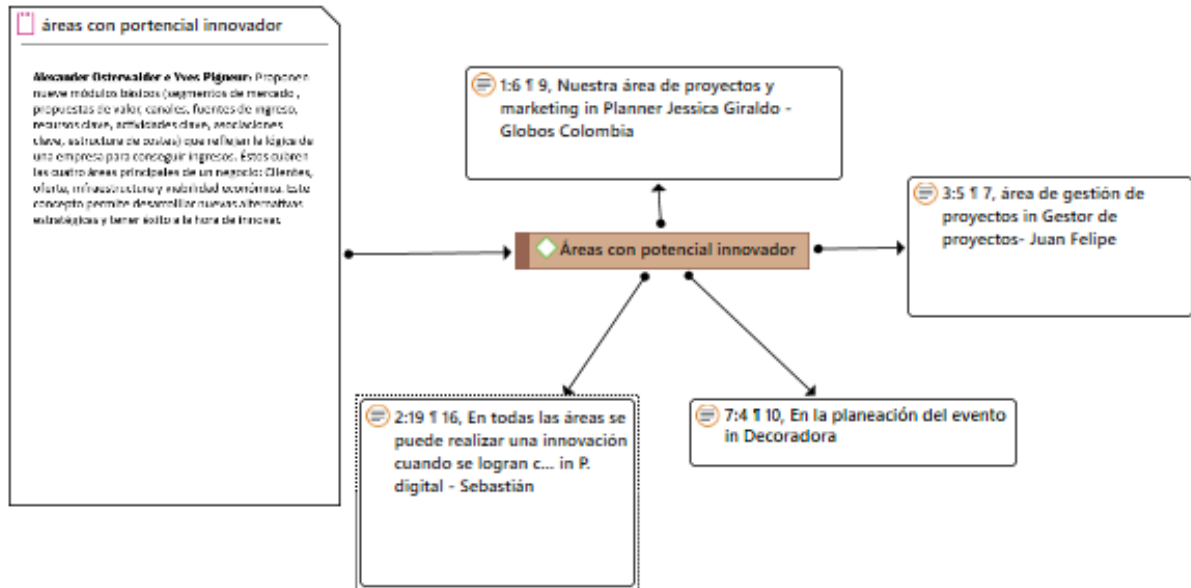 áreas con portencial innovador
Alexander Osterwalder e Yves Pigneur: Proponen
nueve módulos básicos (segmentos de mercado ,
propuestas de valor, canales, fuentes de ingreso,
recursos clave, actividades clave, asociaciones
clave, estructura de costes) que reflejan la lógica de
una empresa para conseguir ingresos. Éstos cubren
las cuatro áreas principales de un negocio: Clientes,
oferta, infraestructura y viabilidad económica. Este
concepto permite desarrolllar nuevas alternativas
estratégicas y tener éxito a la hora de innovar.
1:6 ¶ 9, Nuestra área de proyectos y
marketing in Planner Jessica Giraldo -
Globos Colombia
3:5 ¶ 7, área de gestión de
proyectos in Gestor de
proyectos- Juan Felipe
Áreas con potencial innovador
2:19 ¶ 16, En todas las áreas se
puede realizar una innovación
cuando se logran c... in P.
digital - Sebastián
7:4 ¶ 10, En la planeación del evento
in Decoradora